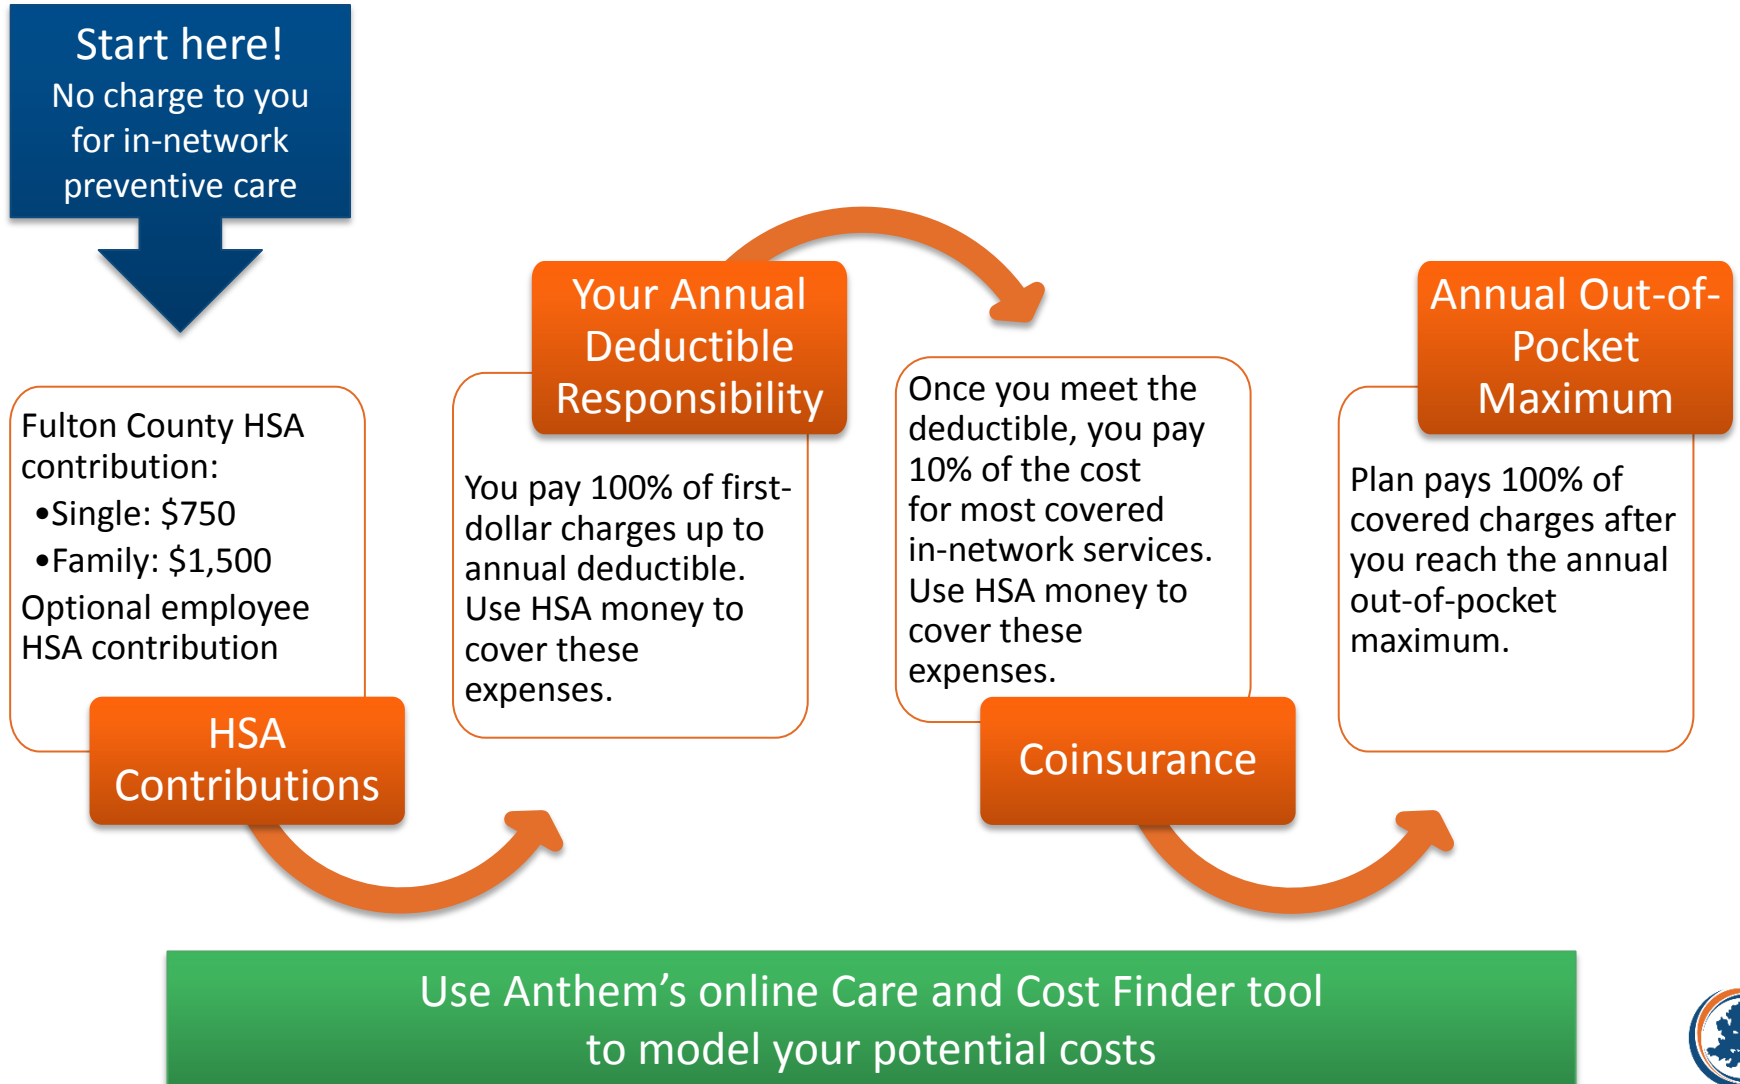 Start here!
No charge to you
for in-network
preventive care
Fulton County HSA
contribution:
•Single: $750
•Family: $1,500
Optional employee
HSA contribution
HSA
Contributions
Your Annual
Deductible
Responsibility
You pay 100% of first-
dollar charges up to
annual deductible.
Use HSA money to
cover these
expenses.
Once you meet the
deductible, you pay
10% of the cost
for most covered
in-network services.
Use HSA money to
cover these
expenses.
Coinsurance
Annual Out-of-
Pocket
Maximum
Plan pays 100% of
covered charges after
you reach the annual
out-of-pocket
maximum.
Use Anthem’s online Care and Cost Finder tool
to model your potential costs